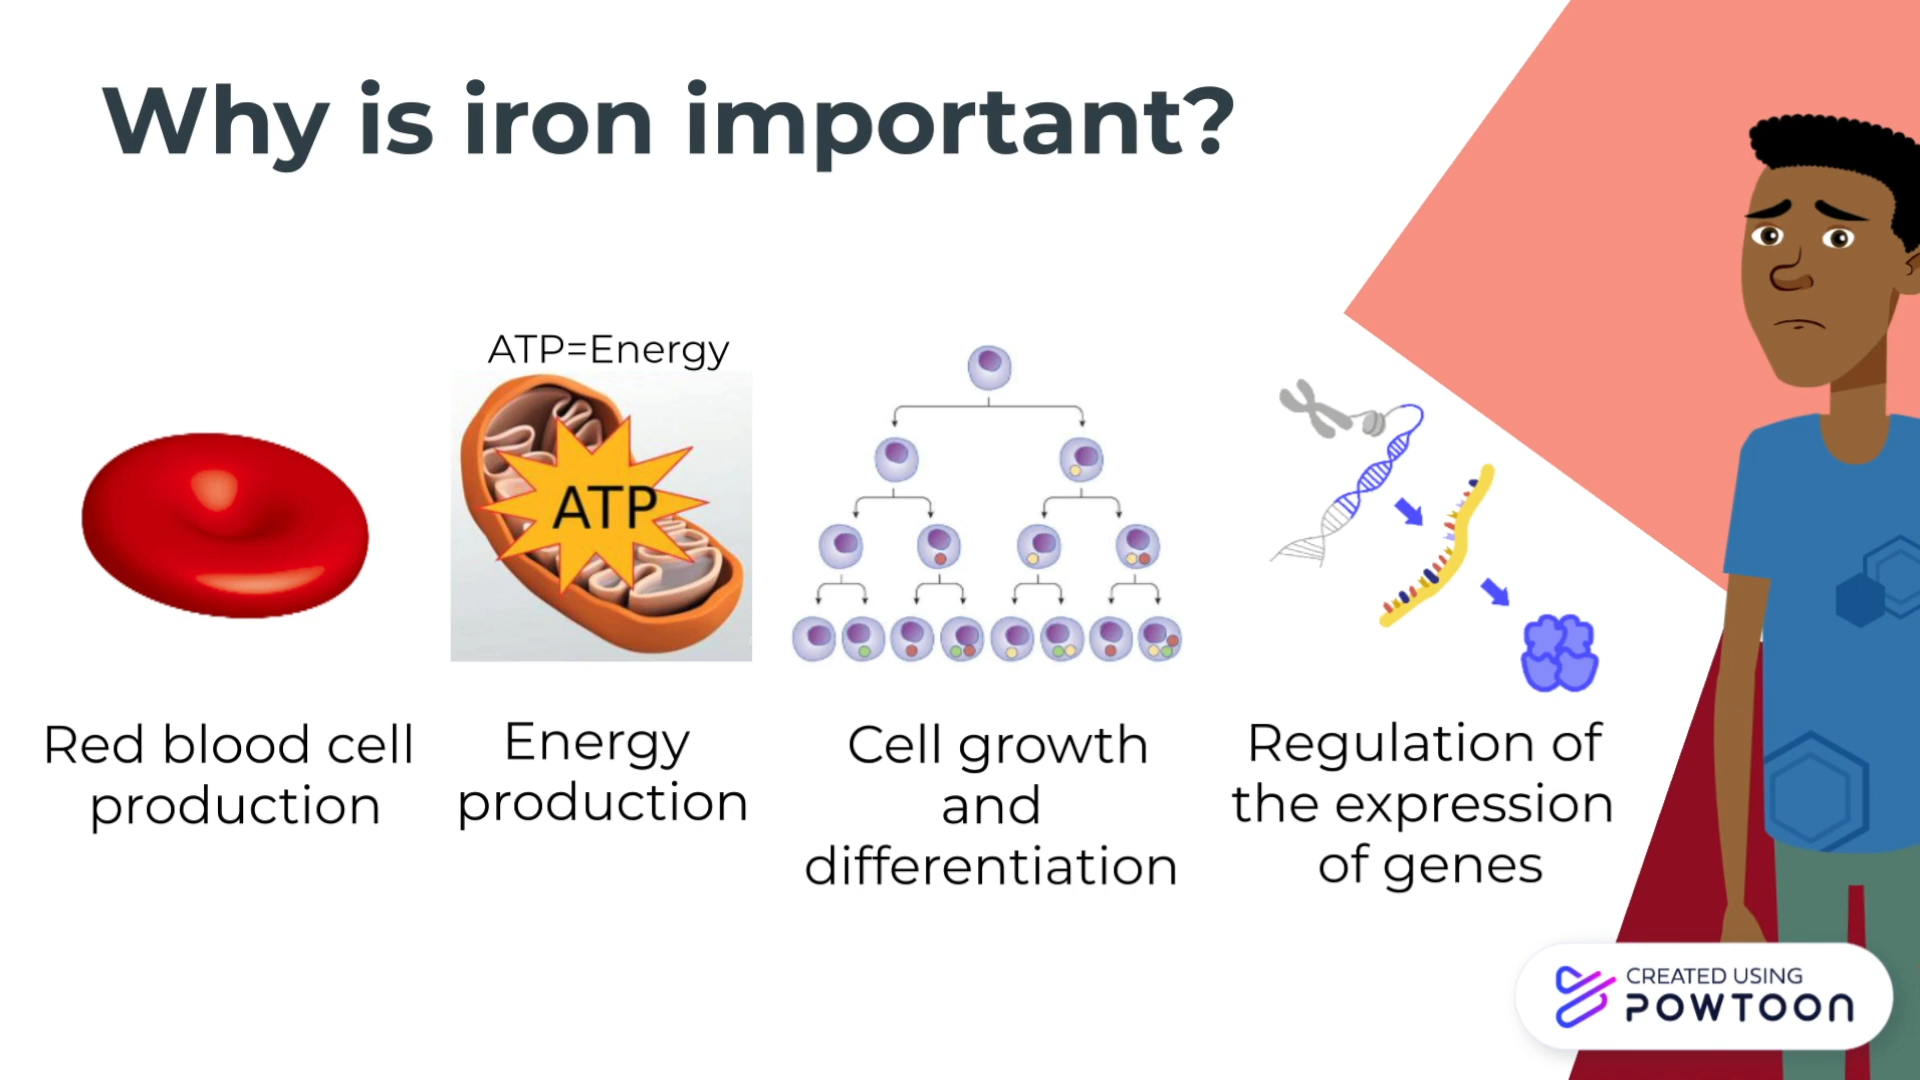 Why is iron important?
ATP=Energy
ATP
Red blood cell
production
Energy
production
Cell growth
and
differentiation
Regulation of
the expression
of genes
CREATED USING
POWTOON